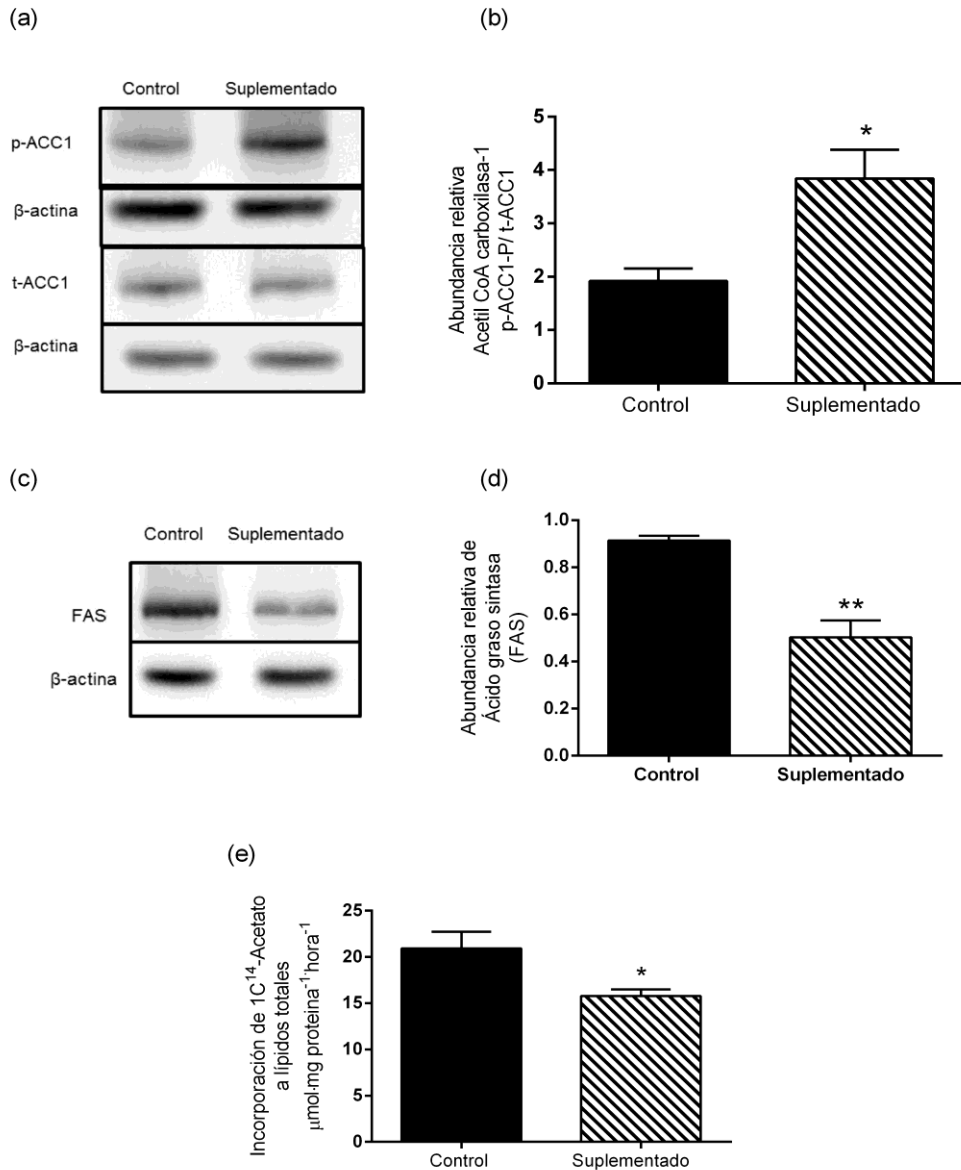 (a)
Control Suplementado
p-ACC1
β-actina
t-ACC1
β-actina
(b)
Abundancia relativa
Acetil CoA carboxilasa-1
p-ACC1-P/ t-ACC1
5
4
3
2
1
0
*
Control Suplementado
(c)
Control Suplementado
FAS
β-actina
(d)
Abundancia relativa de
Ácido graso sintasa
(FAS)
1.0
0.8
0.6
0.4
0.2
0.0
**
Control Suplementado
(e)
Incorporación de 1C¹⁴-Acetato
a lípidos totales
µmol·mg proteina⁻¹·hora⁻¹
25
20
15
10
5
0
*
Control Suplementado